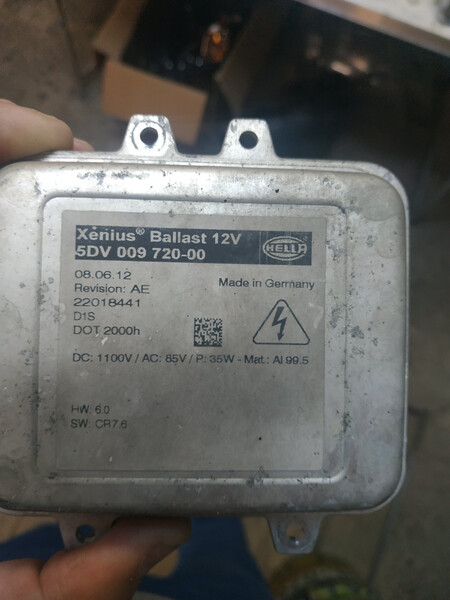 Xenius® Ballast 12V
5DV 009 720-00
HELLA
08.06.12
Made in Germany
Revision: AE
22018441
D1S
DOT 2000h
DC: 1100V / AC: 85V / P: 35W - Mat.: Al 99.5
HW: 6.0
SW: CR7.6